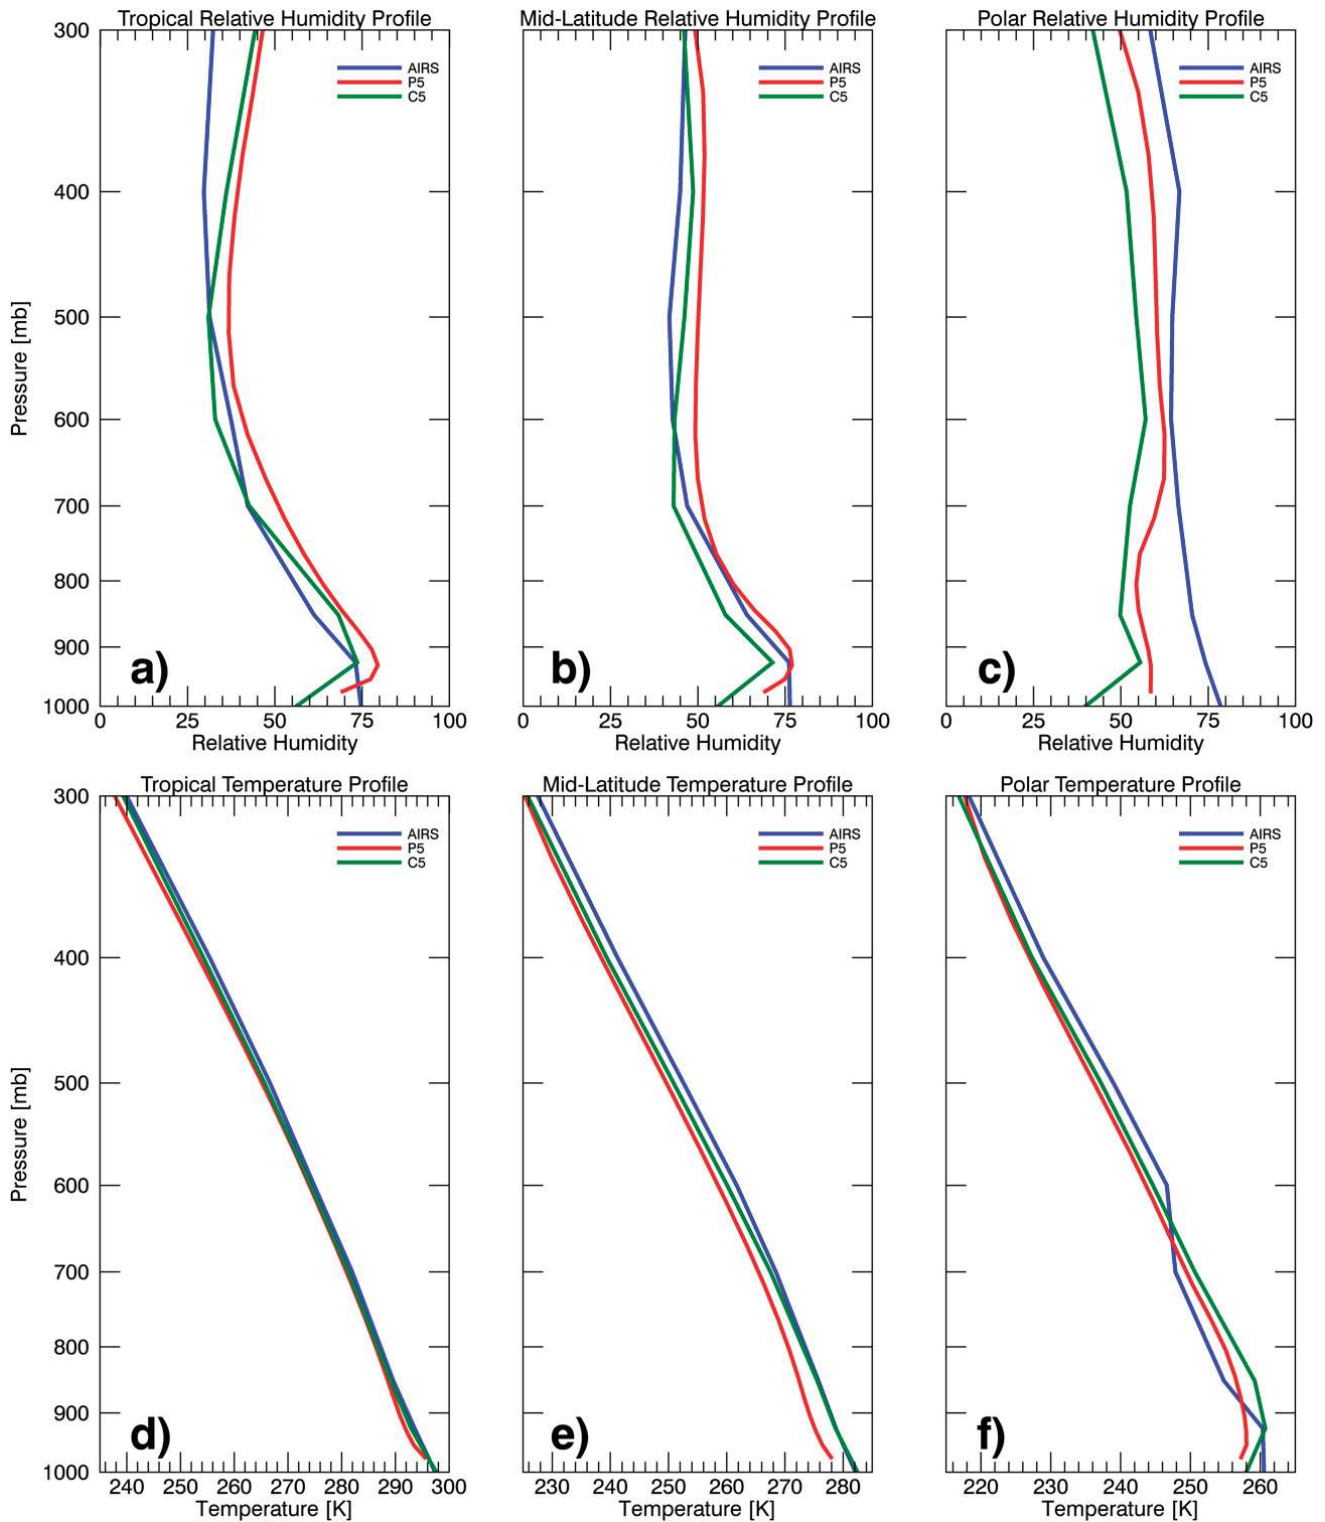 Tropical Relative Humidity Profile
Mid-Latitude Relative Humidity Profile
Polar Relative Humidity Profile
300
400
500
600
700
800
900
1000
Pressure [mb]
AIRS
P5
C5
a)
0 25 50 75 100
Relative Humidity
AIRS
P5
C5
b)
0 25 50 75 100
Relative Humidity
AIRS
P5
C5
c)
0 25 50 75 100
Relative Humidity
Tropical Temperature Profile
Mid-Latitude Temperature Profile
Polar Temperature Profile
300
400
500
600
700
800
900
1000
Pressure [mb]
AIRS
P5
C5
d)
240 250 260 270 280 290 300
Temperature [K]
AIRS
P5
C5
e)
230 240 250 260 270 280
Temperature [K]
AIRS
P5
C5
f)
220 230 240 250 260
Temperature [K]